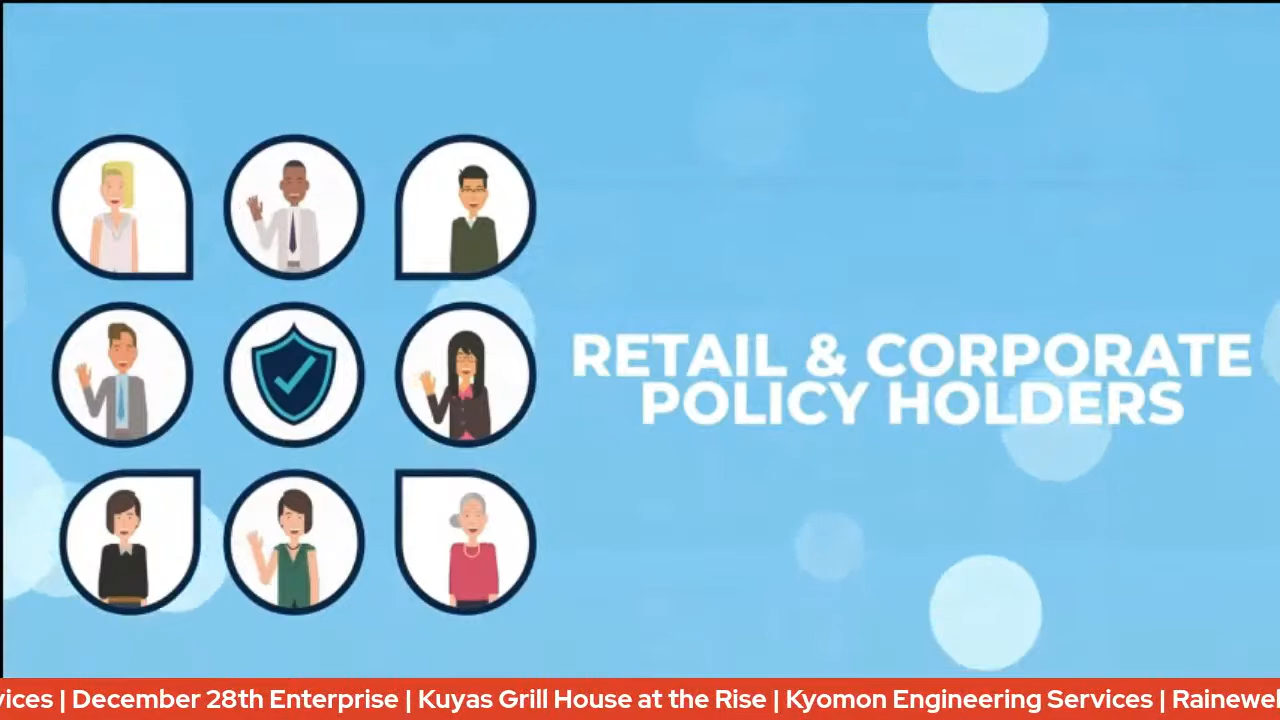 RETAIL & CORPORATE
POLICY HOLDERS
| December 28th Enterprise | Kuyas Grill House at the Rise | Kyomon Engineering Services |